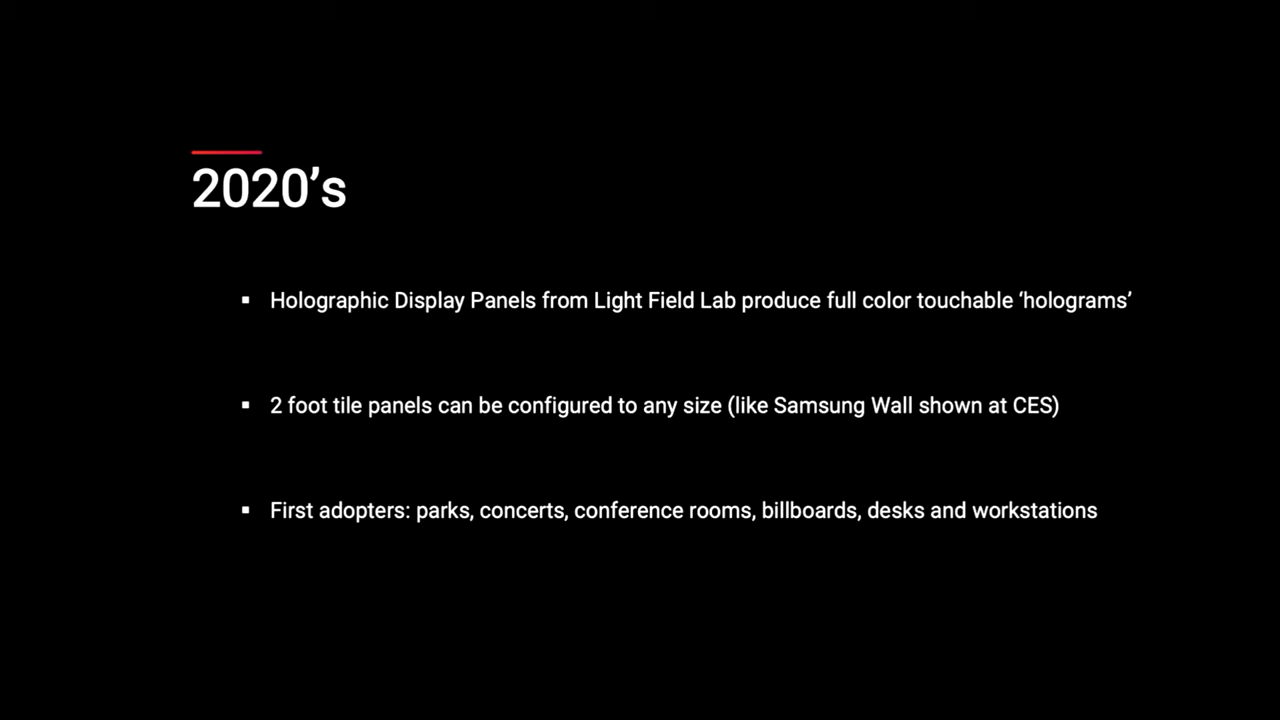 2020’s
▪ Holographic Display Panels from Light Field Lab produce full color touchable ‘holograms’
▪ 2 foot tile panels can be configured to any size (like Samsung Wall shown at CES)
▪ First adopters: parks, concerts, conference rooms, billboards, desks and workstations